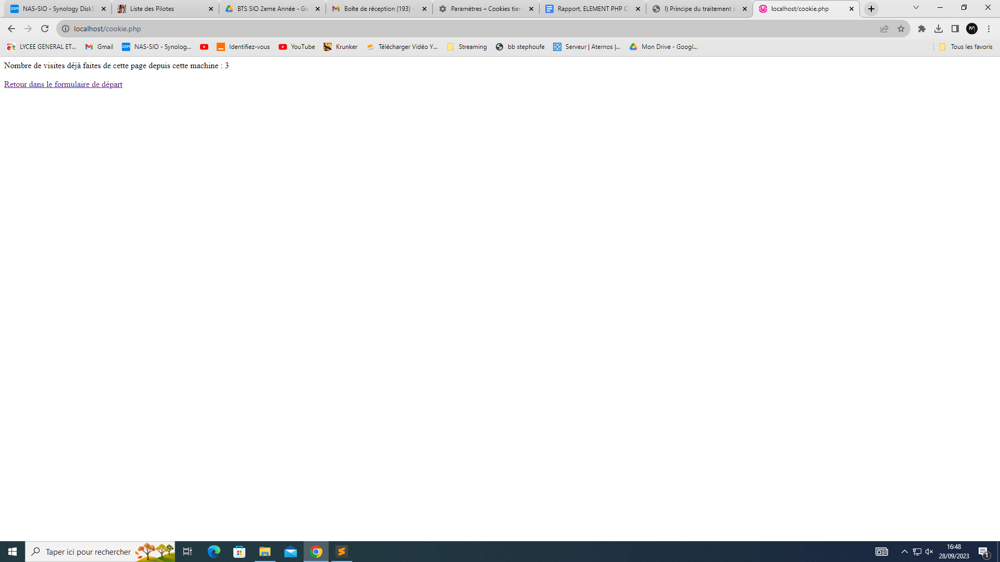 NAS-SIO - Synology DiskS
Liste des Pilotes
BTS SIO 2eme Année - Go
Boîte de réception (193) -
Paramètres – Cookies tiers
Rapport, ELEMENT PHP C
I) Principe du traitement d
localhost/cookie.php
localhost/cookie.php
LYCEE GENERAL ET...
Gmail
NAS-SIO - Synolog...
Identifiez-vous
YouTube
Krunker
Télécharger Vidéo Y...
Streaming
bb stephoufe
Serveur | Aternos |...
Mon Drive - Googl...
Tous les favoris
Nombre de visites déjà faites de cette page depuis cette machine : 3
Retour dans le formulaire de départ
Taper ici pour rechercher
16:48
28/09/2023
1